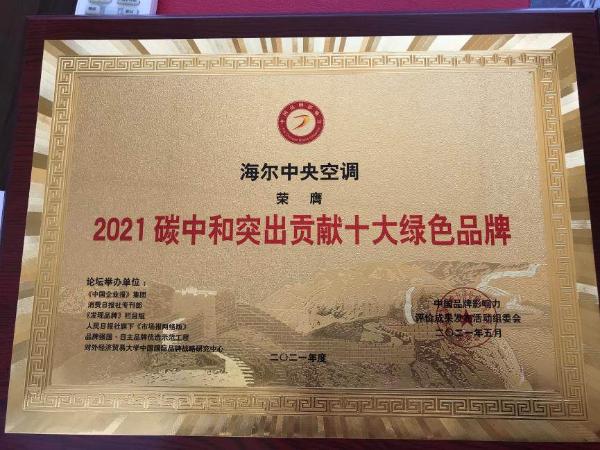 海尔中央空调
荣膺
2021碳中和突出贡献十大绿色品牌
论坛举办单位：
《中国企业报》集团
消费日报社专刊部
《发现品牌》栏目组
人民日报社旗下《市场报网络版》
品牌强国·自主品牌优选示范工程
对外经济贸易大学中国国际品牌战略研究中心
中国品牌影响力
评价成果发布活动组委会
二〇二一年五月
二〇二一年度